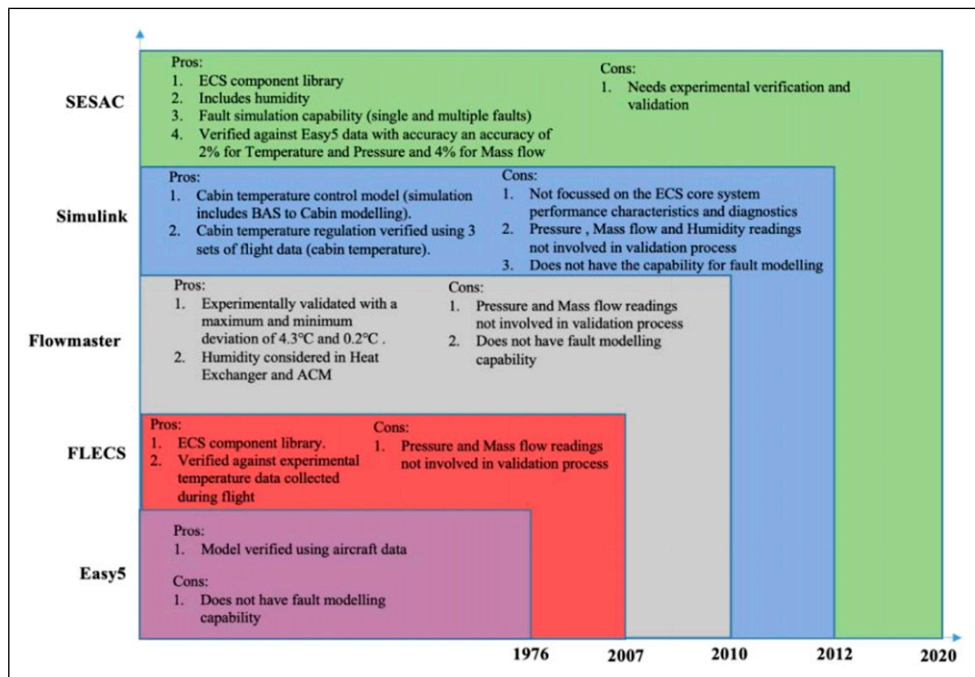 SESAC
Pros:
1. ECS component library
2. Includes humidity
3. Fault simulation capability (single and multiple faults)
4. Verified against Easy5 data with accuracy an accuracy of
2% for Temperature and Pressure and 4% for Mass flow
Cons:
1. Needs experimental verification and
validation
Simulink
Pros:
1. Cabin temperature control model (simulation
includes BAS to Cabin modelling).
2. Cabin temperature regulation verified using 3
sets of flight data (cabin temperature).
Cons:
1. Not focussed on the ECS core system
performance characteristics and diagnostics
2. Pressure , Mass flow and Humidity readings
not involved in validation process
3. Does not have the capability for fault modelling
Flowmaster
Pros:
1. Experimentally validated with a
maximum and minimum
deviation of 4.3°C and 0.2°C .
2. Humidity considered in Heat
Exchanger and ACM
Cons:
1. Pressure and Mass flow readings
not involved in validation process
2. Does not have fault modelling
capability
FLECS
Pros:
1. ECS component library.
2. Verified against experimental
temperature data collected
during flight
Cons:
1. Pressure and Mass flow readings
not involved in validation process
Easy5
Pros:
1. Model verified using aircraft data
Cons:
1. Does not have fault modelling
capability
1976 2007 2010 2012 2020